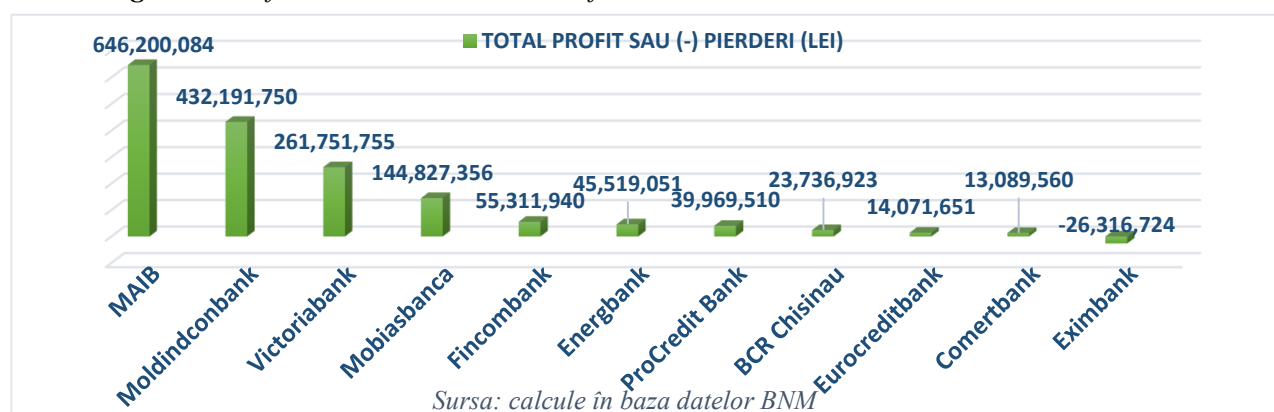 TOTAL PROFIT SAU (-) PIERDERI (LEI)
646,200,084
432,191,750
261,751,755
144,827,356
55,311,940
45,519,051
39,969,510
23,736,923
14,071,651
13,089,560
-26,316,724
MAIB
Moldindconbank
Victoriabank
Mobiasbanca
Fincombank
Energbank
ProCredit Bank
BCR Chisinau
Eurocreditbank
Comertbank
Eximbank
Sursa: calcule în baza datelor BNM